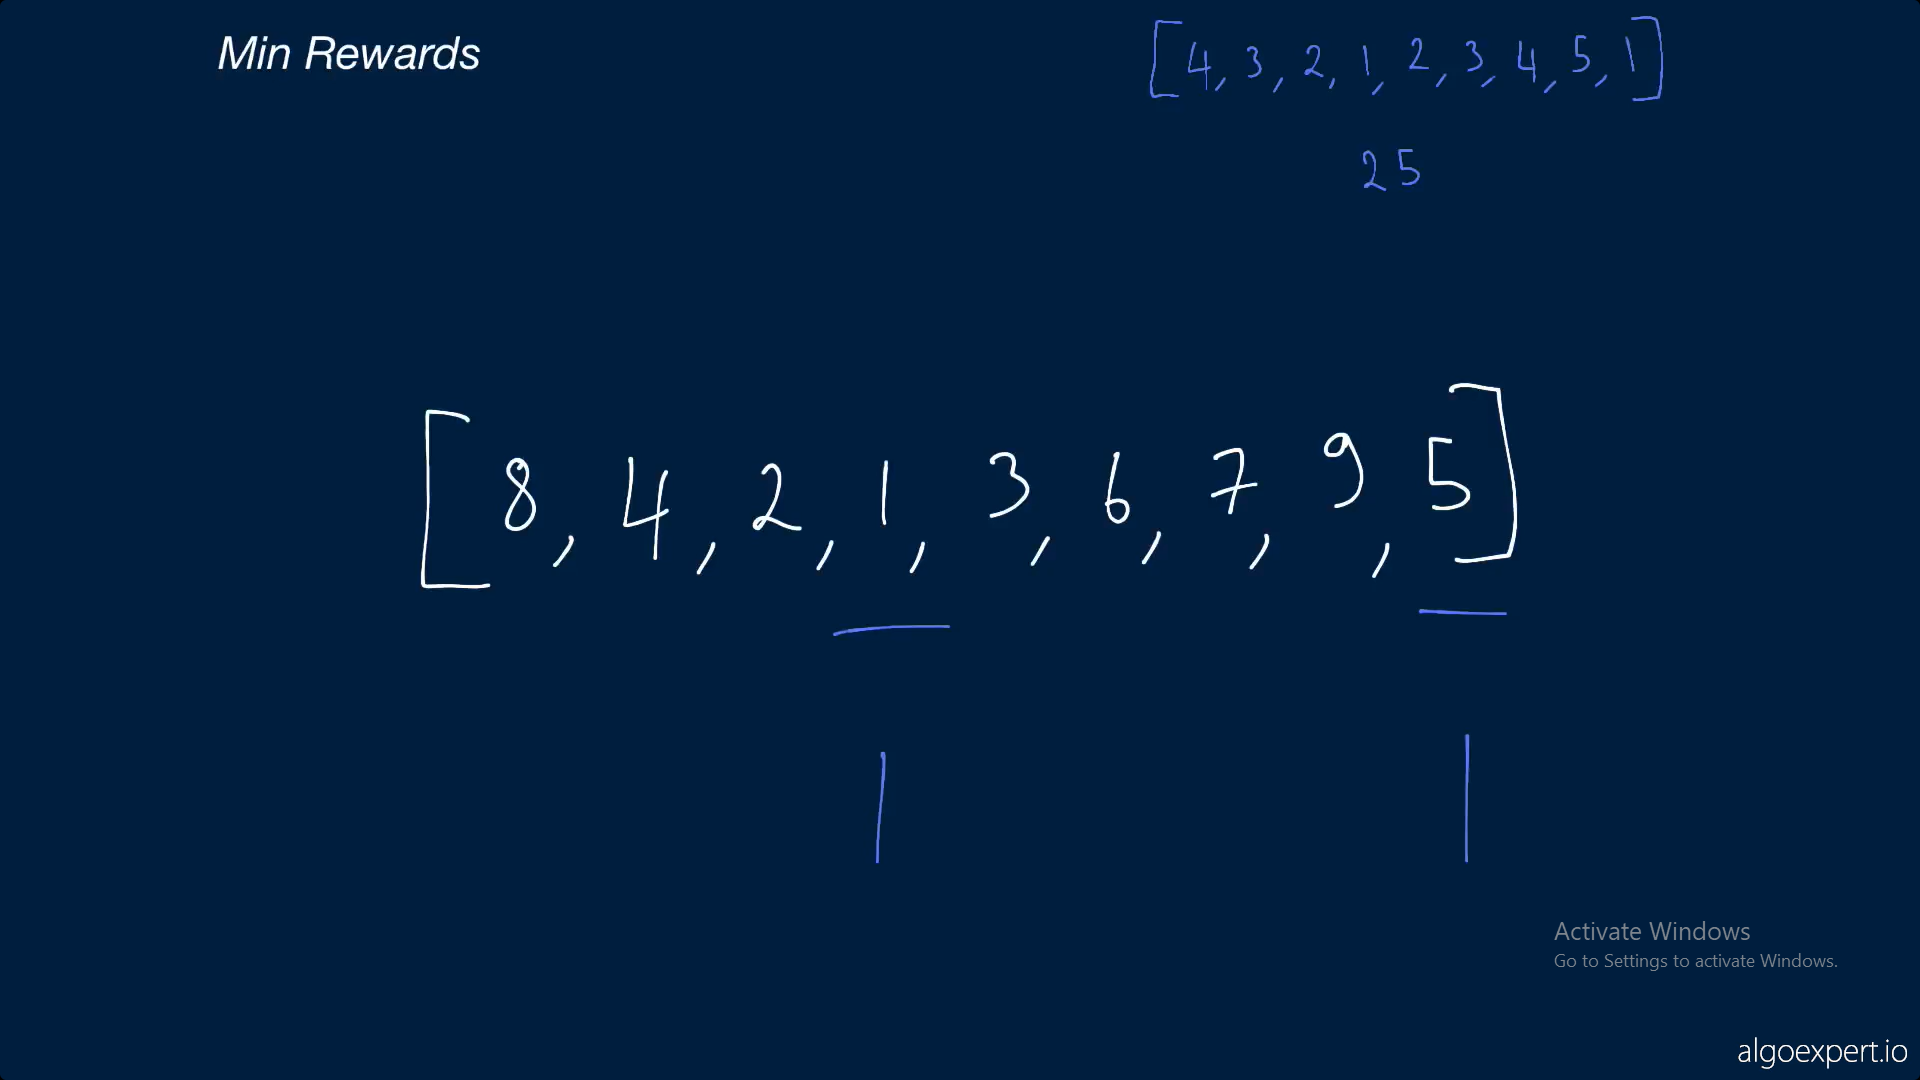 Min Rewards
[4, 3, 2, 1, 2, 3, 4, 5, 1]
25
[8, 4, 2, 1, 3, 6, 7, 9, 5]
1 1
Activate Windows
Go to Settings to activate Windows.
algoexpert.io